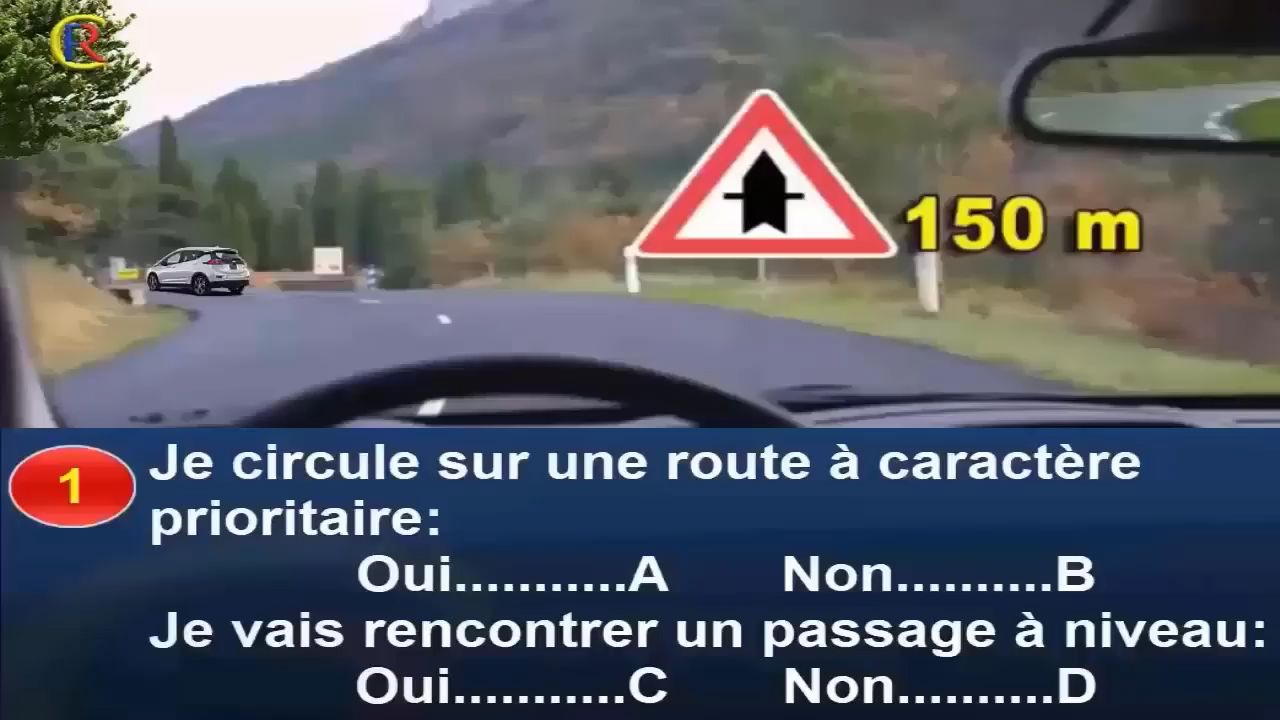 CFR
150 m
1
Je circule sur une route à caractère
prioritaire:
Oui...........A Non..........B
Je vais rencontrer un passage à niveau:
Oui...........C Non..........D